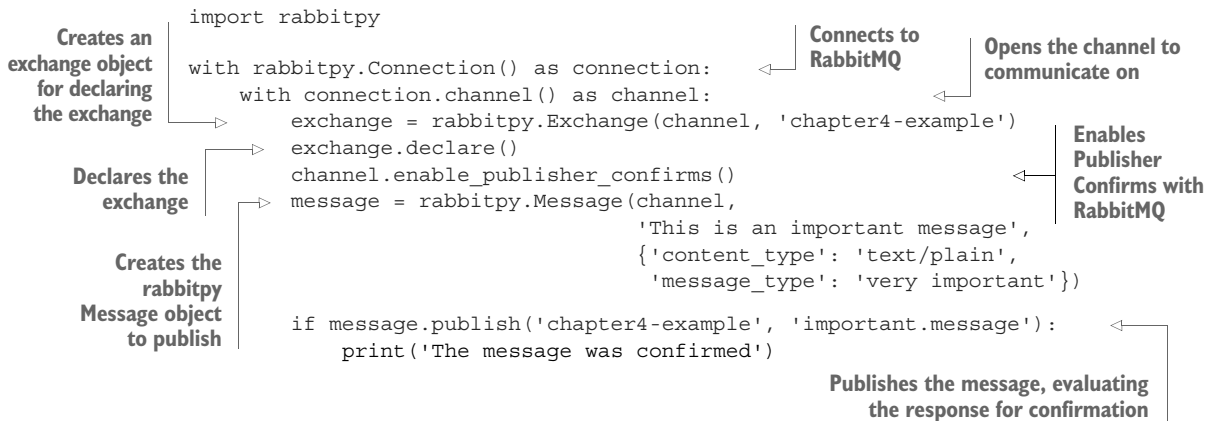 import rabbitpy
Creates an
exchange object
for declaring
the exchange
Connects to
RabbitMQ
Opens the channel to
communicate on
with rabbitpy.Connection() as connection:
    with connection.channel() as channel:
        exchange = rabbitpy.Exchange(channel, 'chapter4-example')
        exchange.declare()
Declares the
exchange
Enables
Publisher
Confirms with
RabbitMQ
        channel.enable_publisher_confirms()
        message = rabbitpy.Message(channel,
                                   'This is an important message',
                                   {'content_type': 'text/plain',
                                    'message_type': 'very important'})
Creates the
rabbitpy
Message object
to publish
        if message.publish('chapter4-example', 'important.message'):
            print('The message was confirmed')
Publishes the message, evaluating
the response for confirmation